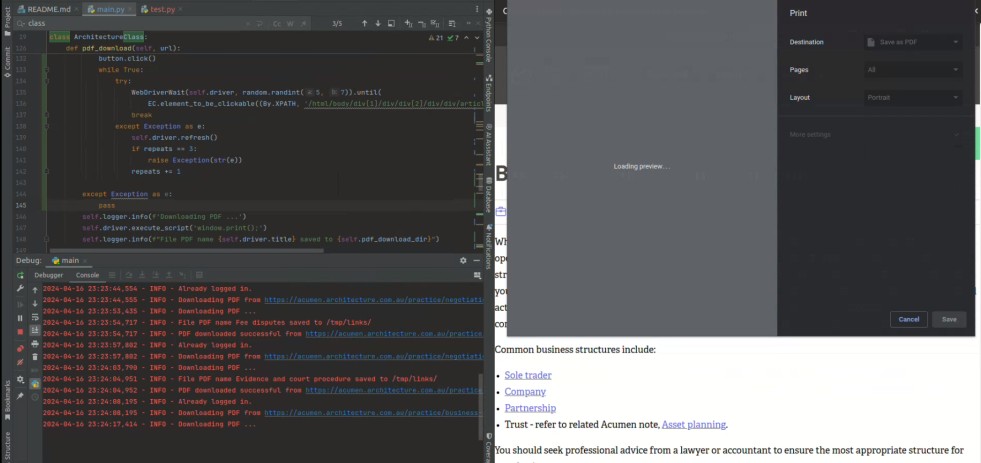 README.md
main.py
test.py
class
3/5
class ArchitectureClass:
def pdf_download(self, url):
button.click()
while True:
try:
WebDriverWait(self.driver, random.randint( 5, 7)).until(
EC.element_to_be_clickable((By.XPATH, '/html/body/div[1]/div/div[2]/div/div/artic
break
except Exception as e:
self.driver.refresh()
if repeats == 3:
raise Exception(str(e))
repeats += 1
except Exception as e:
pass
self.logger.info(f'Downloading PDF ...')
self.driver.execute_script('window.print();')
self.logger.info(f"File PDF name {self.driver.title} saved to {self.pdf_download_dir}")
21 7
Project
Commit
Bookmarks
Structure
Python Console
Endpoints
AI Assistant
Database
Notifications
Coverage
Debug: main
Debugger Console
2024-04-16 23:23:44,554 - INFO - Already logged in.
2024-04-16 23:23:44,555 - INFO - Downloading PDF from https://acumen.architecture.com.au/practice/negotiati
2024-04-16 23:23:53,435 - INFO - Downloading PDF ...
2024-04-16 23:23:54,717 - INFO - File PDF name Fee disputes saved to /tmp/links/
2024-04-16 23:23:54,717 - INFO - PDF downloaded successful from https://acumen.architecture.com.au/practice
2024-04-16 23:23:57,802 - INFO - Already logged in.
2024-04-16 23:23:57,802 - INFO - Downloading PDF from https://acumen.architecture.com.au/practice/negotiati
2024-04-16 23:24:03,790 - INFO - Downloading PDF ...
2024-04-16 23:24:04,951 - INFO - File PDF name Evidence and court procedure saved to /tmp/links/
2024-04-16 23:24:04,952 - INFO - PDF downloaded successful from https://acumen.architecture.com.au/practice
2024-04-16 23:24:08,195 - INFO - Already logged in.
2024-04-16 23:24:08,195 - INFO - Downloading PDF from https://acumen.architecture.com.au/practice/business
2024-04-16 23:24:17,414 - INFO - Downloading PDF ...
Loading preview...
Print
Destination Save as PDF
Pages All
Layout Portrait
More settings
Cancel Save
B
Wh
ope
str
you
act
con
Common business structures include:
• Sole trader
• Company
• Partnership
• Trust - refer to related Acumen note, Asset planning.
You should seek professional advice from a lawyer or accountant to ensure the most appropriate structure for